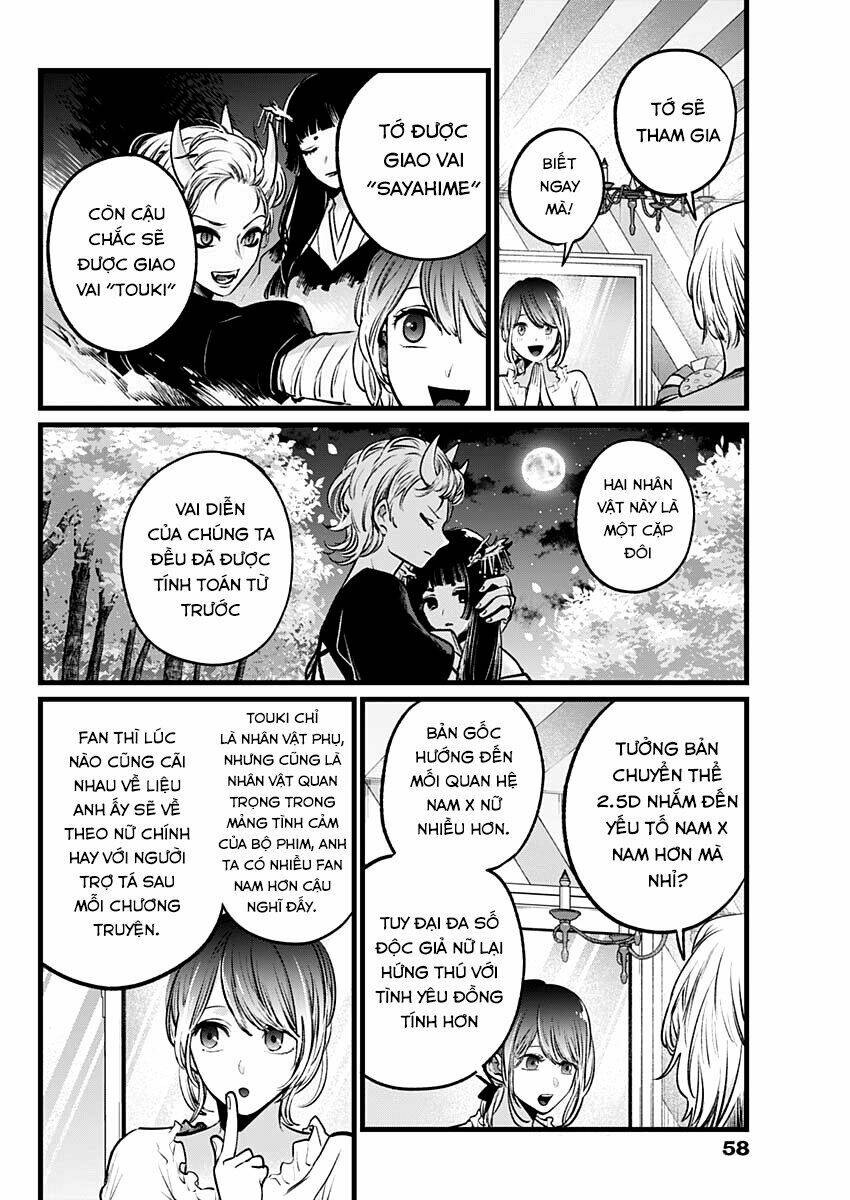 TỚ SẼ
THAM GIA
BIẾT
NGAY
MÀ!
TỚ ĐƯỢC
GIAO VAI
"SAYAHIME"
CÒN CẬU
CHẮC SẼ
ĐƯỢC GIAO
VAI "TOUKI"
HAI NHÂN
VẬT NÀY LÀ
MỘT CẶP
ĐÔI
VAI DIỄN
CỦA CHÚNG TA
ĐỀU ĐÃ ĐƯỢC
TÍNH TOÁN TỪ
TRƯỚC
TƯỞNG BẢN
CHUYỂN THỂ
2.5D NHẮM ĐẾN
YẾU TỐ NAM X
NAM HƠN MÀ
NHỈ?
BẢN GỐC
HƯỚNG ĐẾN
MỐI QUAN HỆ
NAM X NỮ
NHIỀU HƠN.
TUY ĐẠI ĐA SỐ
ĐỘC GIẢ NỮ LẠI
HỨNG THÚ VỚI
TÌNH YÊU ĐỒNG
TÍNH HƠN
TOUKI CHỈ
LÀ NHÂN VẬT PHỤ,
NHƯNG CŨNG LÀ
NHÂN VẬT QUAN
TRỌNG TRONG
MẢNG TÌNH CẢM
CỦA BỘ PHIM, ANH
TA CÓ NHIỀU FAN
NAM HƠN CẬU
NGHĨ ĐẤY.
FAN THÌ LÚC
NÀO CŨNG CÃI
NHAU VỀ LIỆU
ANH ẤY SẼ VỀ
THEO NỮ CHÍNH
HAY VỚI NGƯỜI
TRỢ TÁ SAU
MỖI CHƯƠNG
TRUYỆN.
58